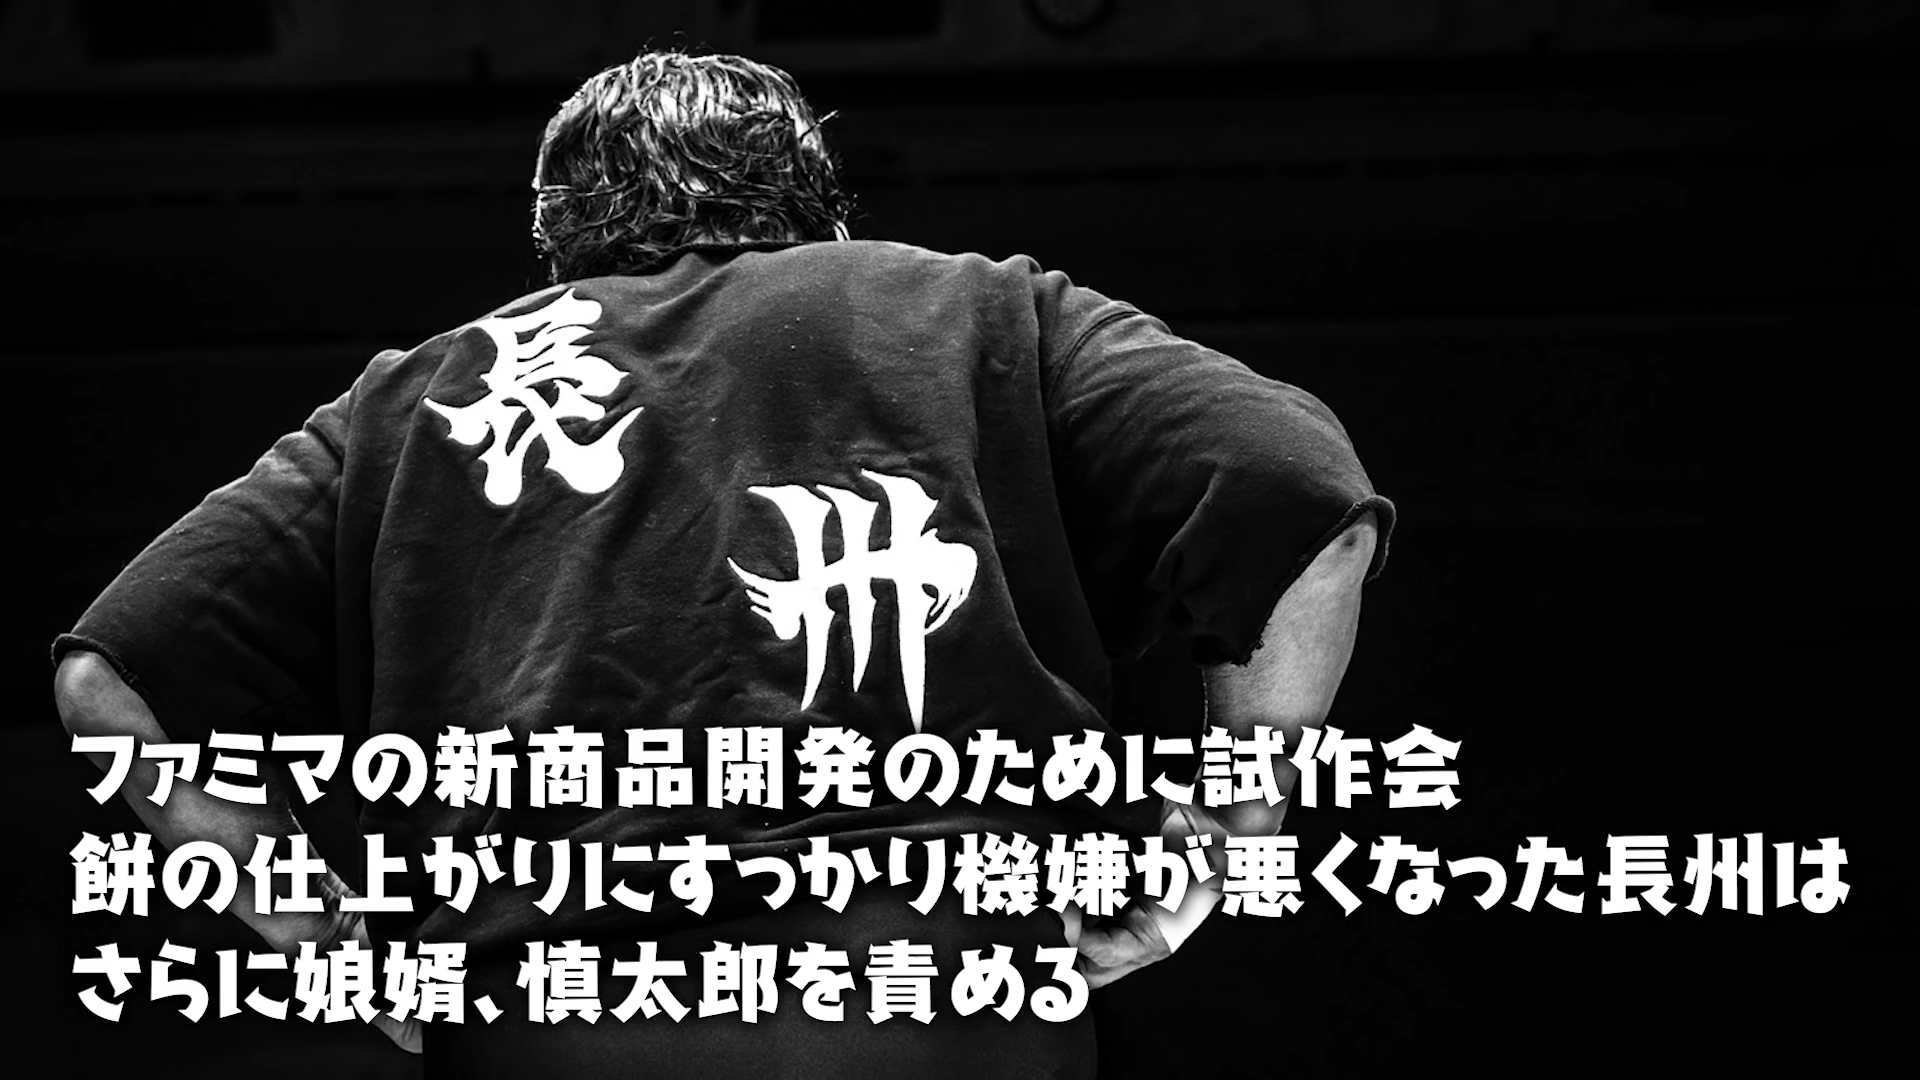 長
州
ファミマの新商品開発のために試作会
餅の仕上がりにすっかり機嫌が悪くなった長州は
さらに娘婿、慎太郎を責める